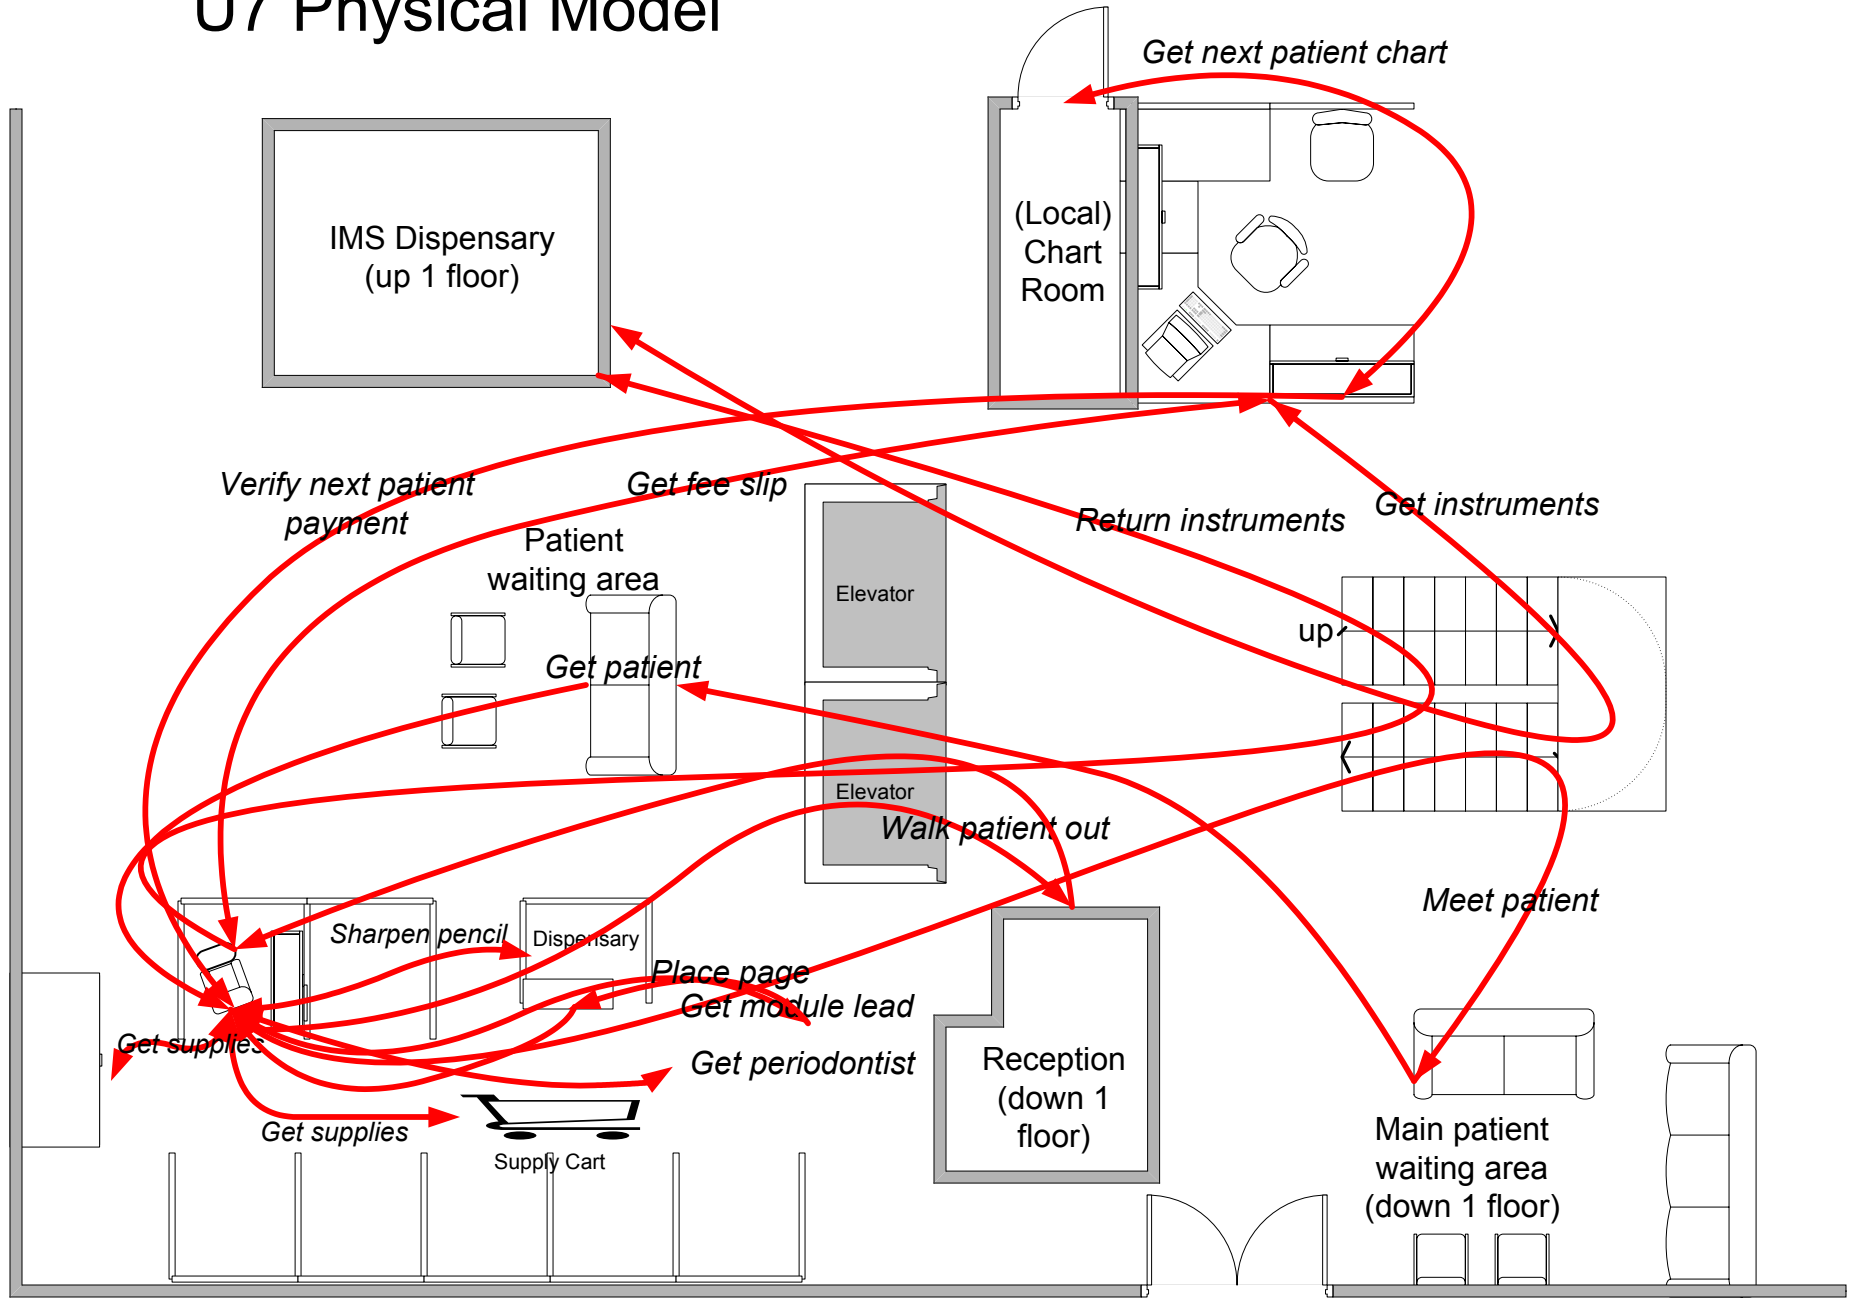 U7 Physical Model
Get next patient chart
IMS Dispensary
(up 1 floor)
(Local)
Chart
Room
Verify next patient
payment
Get fee slip
Return instruments
Get instruments
Patient
waiting area
Elevator
up
Get patient
Elevator
Walk patient out
Meet patient
Sharpen pencil
Dispensary
Place page
Get module lead
Get supplies
Get periodontist
Reception
(down 1
floor)
Get supplies
Supply Cart
Main patient
waiting area
(down 1 floor)